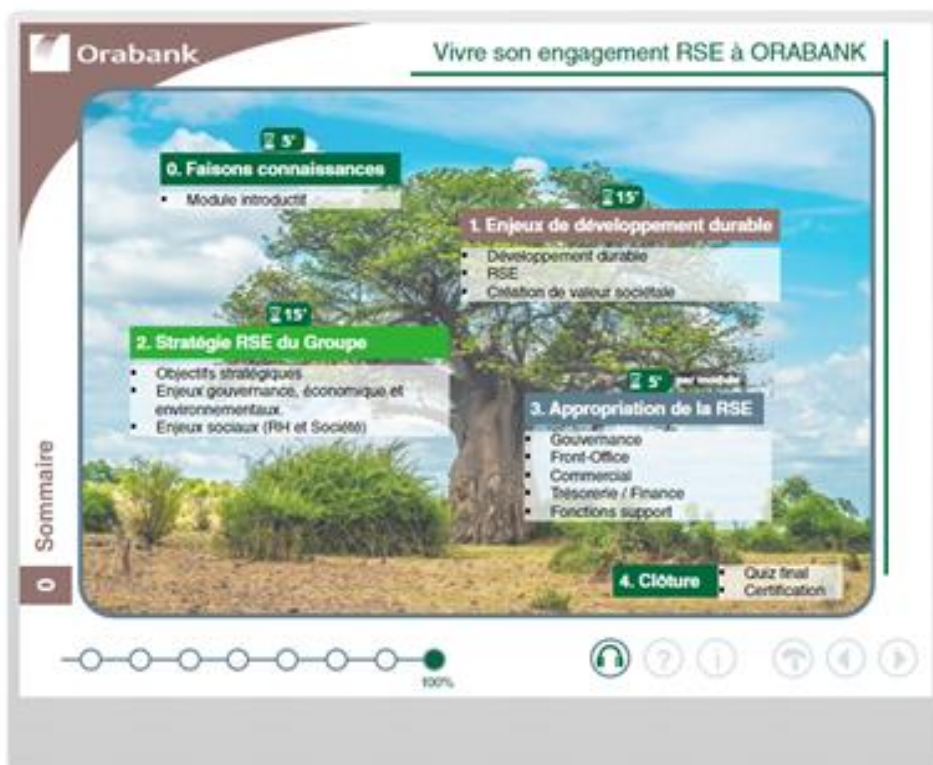 Orabank
Vivre son engagement RSE à ORABANK
5'
0. Faisons connaissances
▪ Module introductif
15'
1. Enjeux de développement durable
▪ Développement durable
▪ RSE
▪ Création de valeur sociétale
15'
2. Stratégie RSE du Groupe
▪ Objectifs stratégiques
▪ Enjeux gouvernance, économique et
environnementaux.
▪ Enjeux sociaux (RH et Société)
5' par module
3. Appropriation de la RSE
▪ Gouvernance
▪ Front-Office
▪ Commercial
▪ Trésorerie / Finance
▪ Fonctions support
4. Clôture
▪ Quiz final
▪ Certification
Sommaire
0
100%
? i